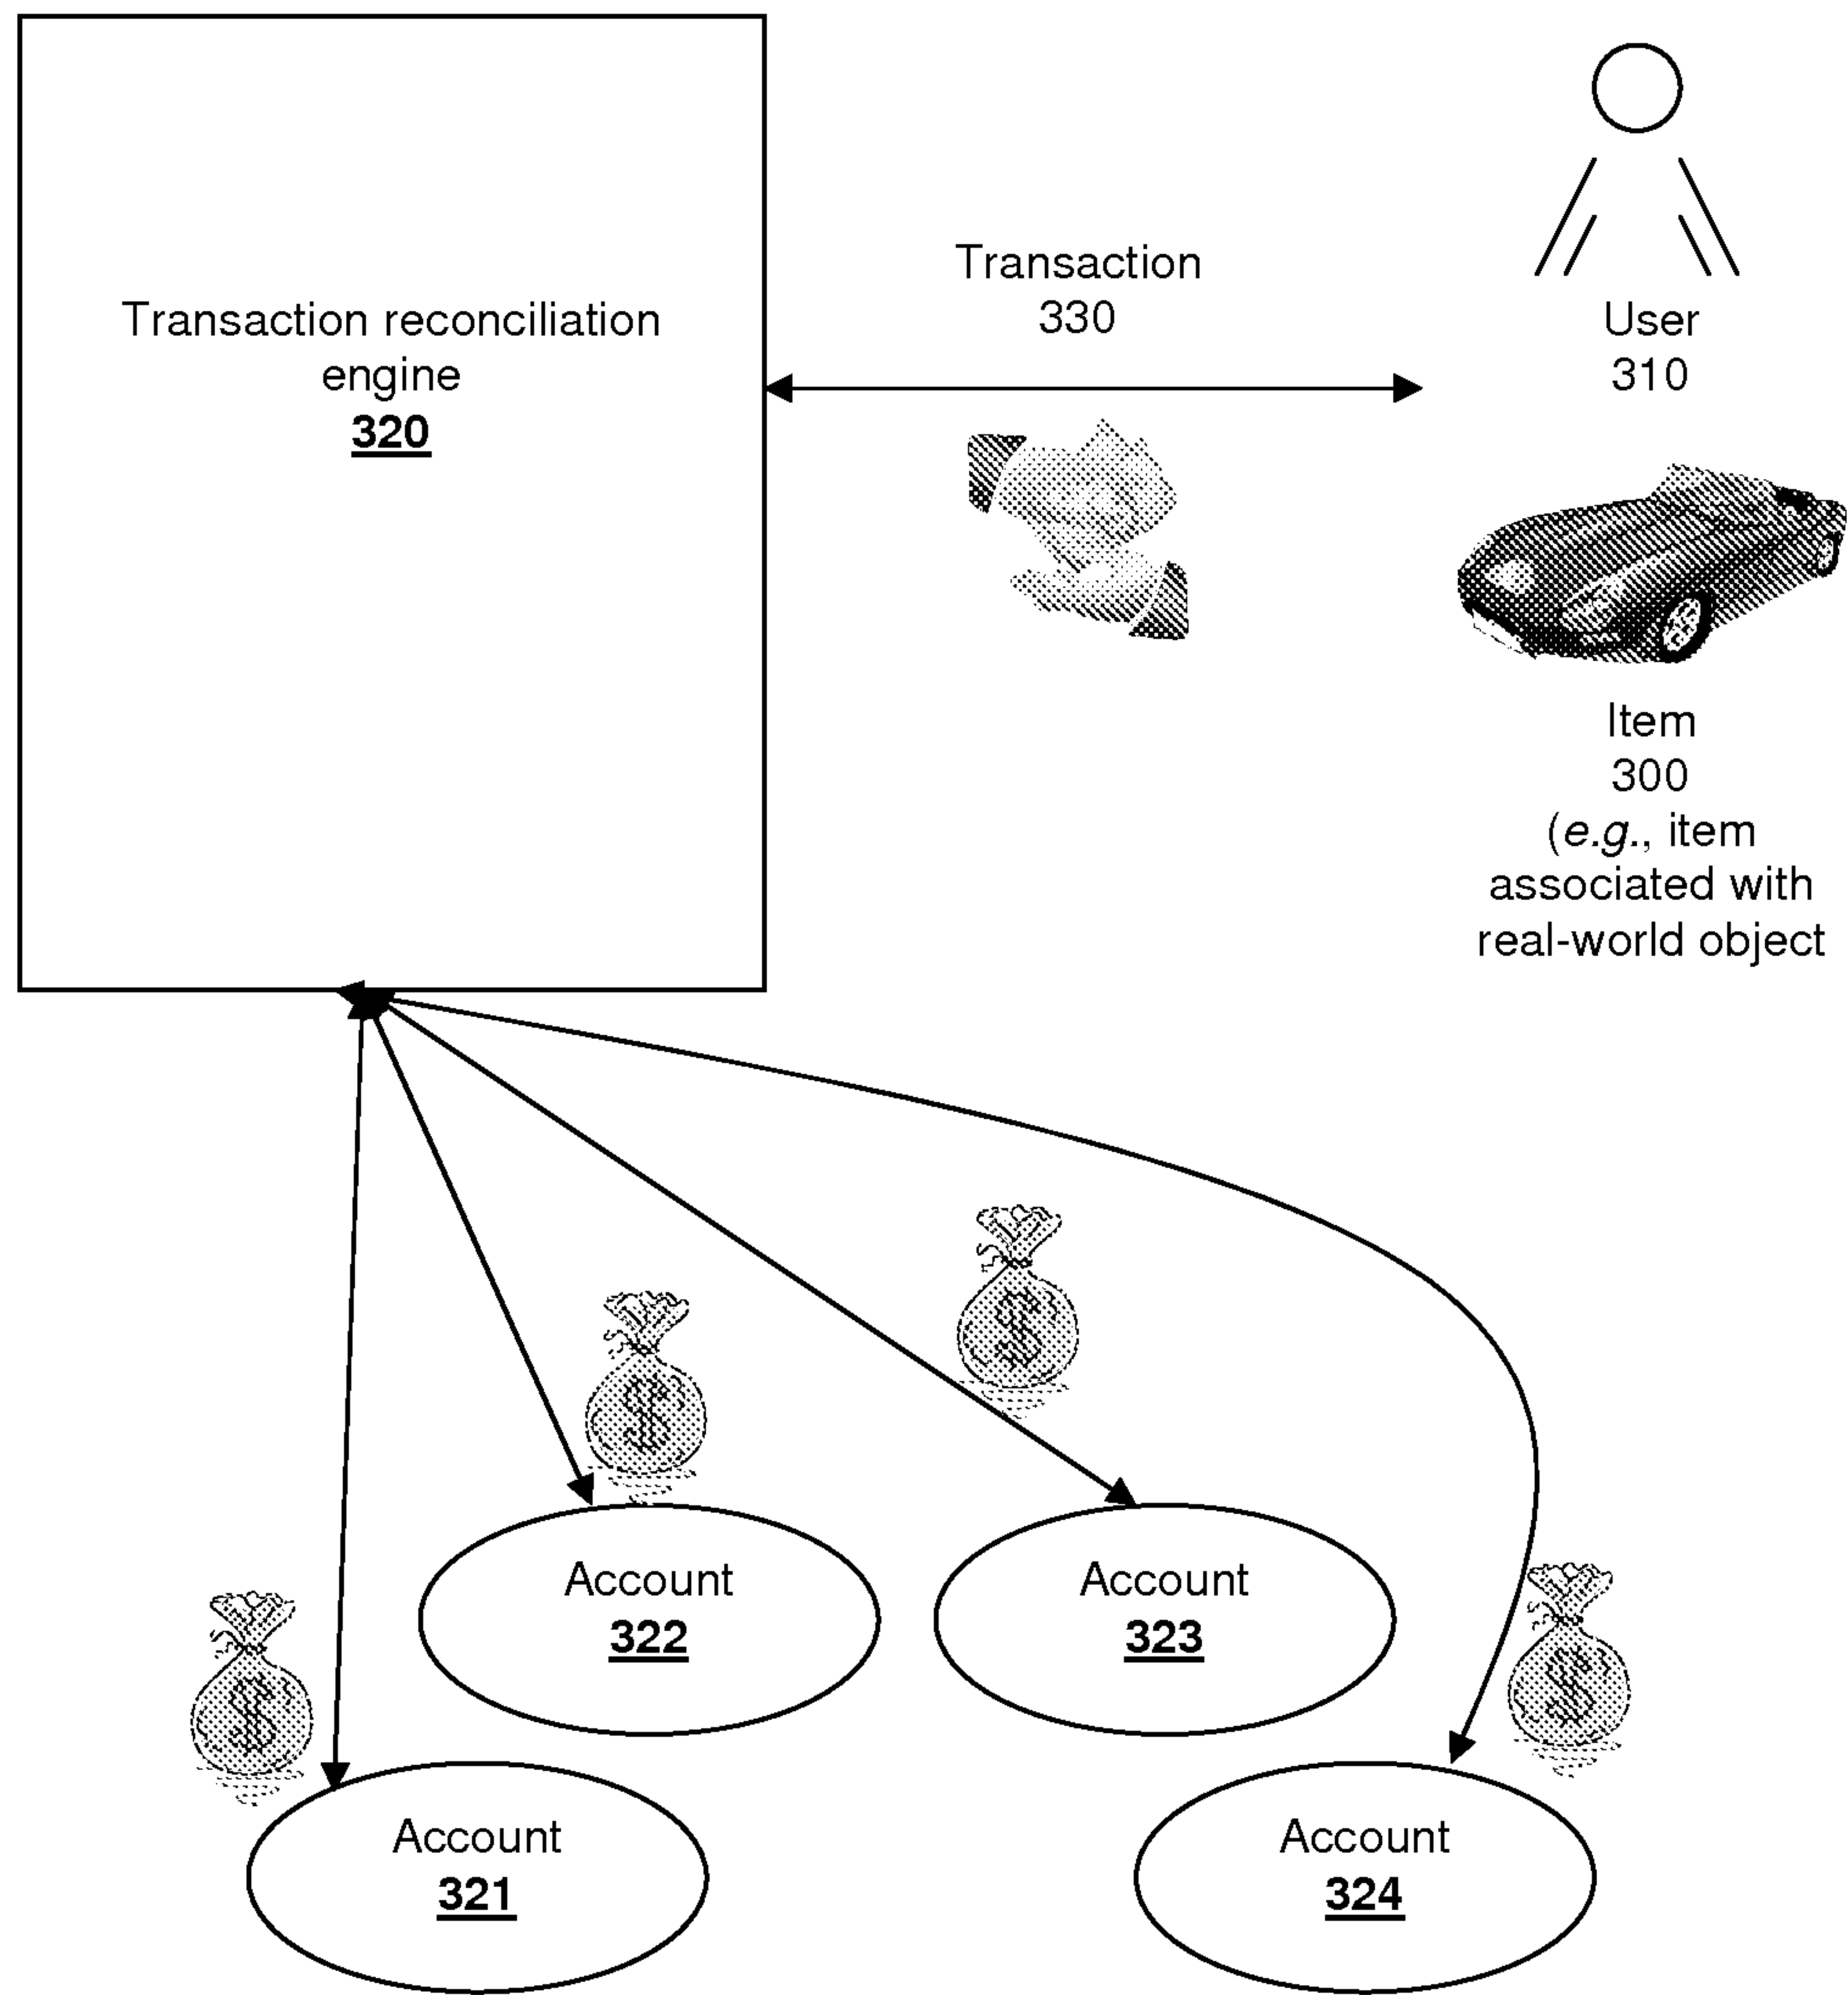 Transaction reconciliation
engine
320
Transaction
330
User
310
Item
300
(e.g., item
associated with
real-world object
$
$
$
$
Account
322
Account
323
Account
321
Account
324